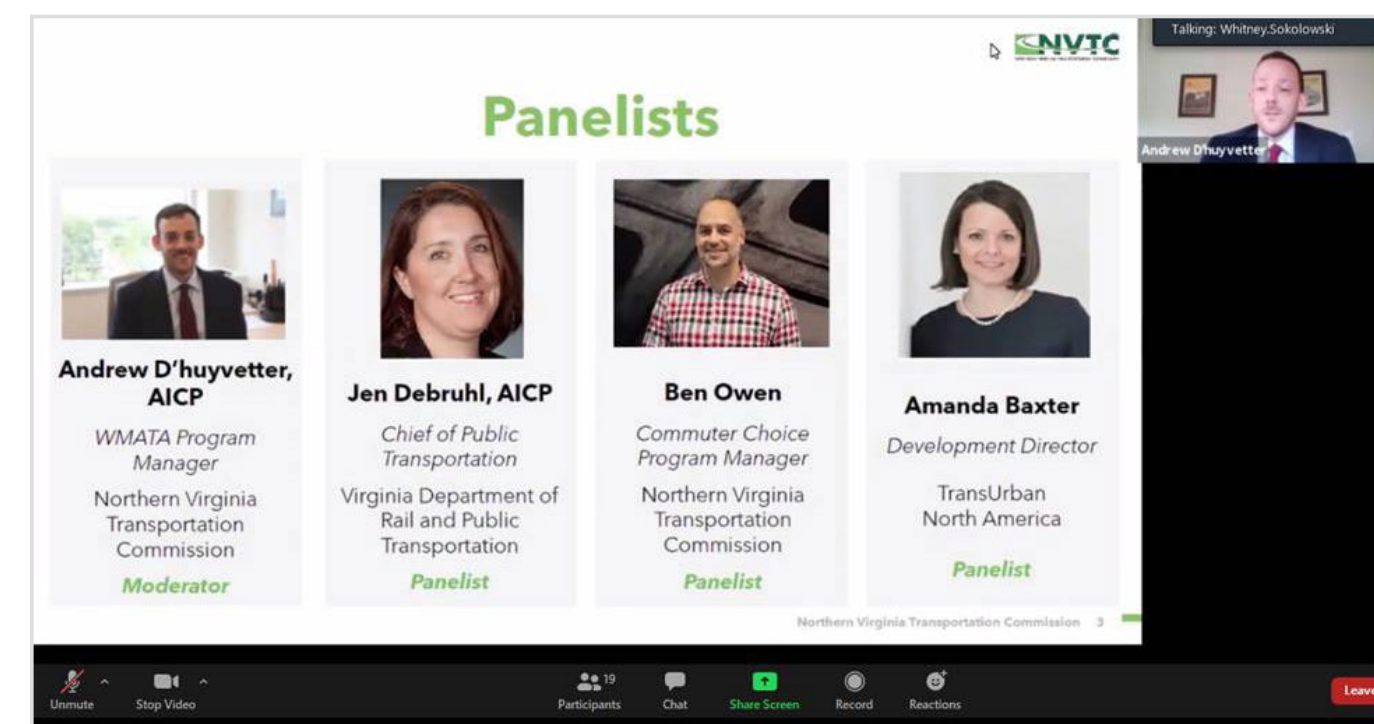 NVTC
Talking: Whitney.Sokolowski
Andrew D'huyvetter
Panelists
Andrew D'huyvetter,
AICP
WMATA Program
Manager
Northern Virginia
Transportation
Commission
Moderator
Jen Debruhl, AICP
Chief of Public
Transportation
Virginia Department of
Rail and Public
Transportation
Panelist
Ben Owen
Commuter Choice
Program Manager
Northern Virginia
Transportation
Commission
Panelist
Amanda Baxter
Development Director
TransUrban
North America
Panelist
Northern Virginia Transportation Commission 3
Unmute
Stop Video
19
Participants
Chat
Share Screen
Record
Reactions
Leave